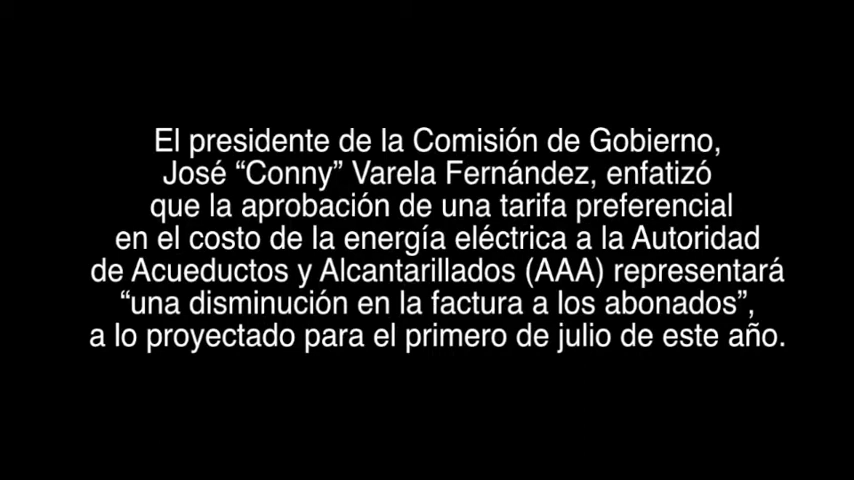 El presidente de la Comisión de Gobierno,
José “Conny” Varela Fernández, enfatizó
que la aprobación de una tarifa preferencial
en el costo de la energía eléctrica a la Autoridad
de Acueductos y Alcantarillados (AAA) representará
“una disminución en la factura a los abonados”,
a lo proyectado para el primero de julio de este año.